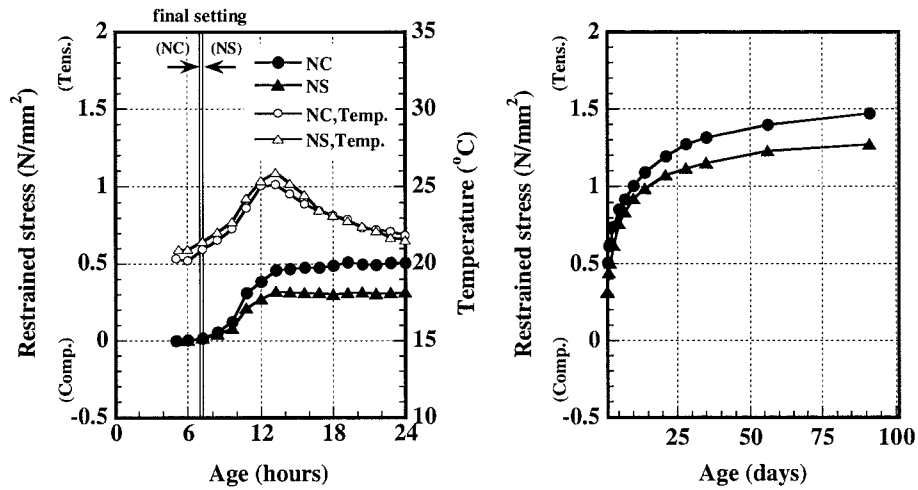 final setting
(NC) (NS)
NC
NS
NC,Temp.
NS,Temp.
Restrained stress (N/mm2)
(Tens.)
(Comp.)
2
1.5
1
0.5
0
-0.5
35
30
25
20
15
10
Temperature (°C)
0 6 12 18 24
Age (hours)
Restrained stress (N/mm2)
(Tens.)
(Comp.)
2
1.5
1
0.5
0
-0.5
NC
NS
25 50 75 100
Age (days)